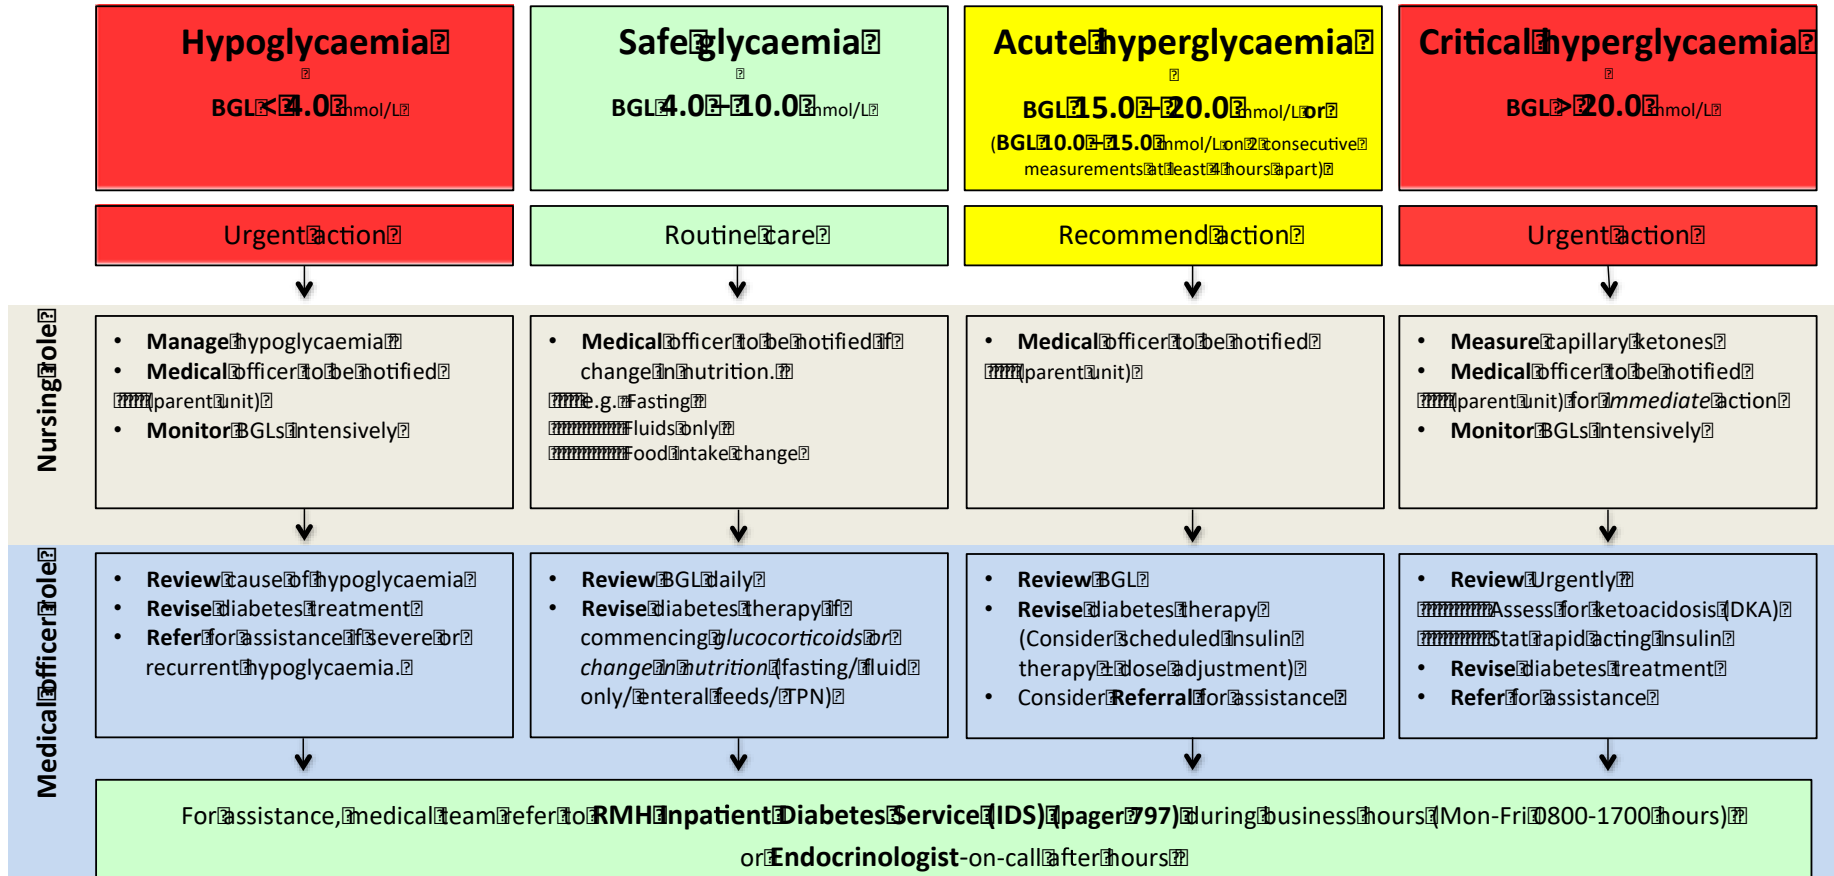 Hypoglycaemia
BGL < 4.0 mmol/L
Safe glycaemia
BGL 4.0 – 10.0 mmol/L
Acute hyperglycaemia
BGL 15.0 – 20.0 mmol/L or
(BGL 10.0 – 15.0 mmol/L on 2 consecutive
measurements at least 4 hours apart)
Critical hyperglycaemia
BGL > 20.0 mmol/L
Urgent action
Routine care
Recommend action
Urgent action
Nursing role
• Manage hypoglycaemia
• Medical officer to be notified
(parent unit)
• Monitor BGLs intensively
• Medical officer to be notified if
change in nutrition.
e.g. Fasting
Fluids only
Food intake change
• Medical officer to be notified
(parent unit)
• Measure capillary ketones
• Medical officer to be notified
(parent unit) for immediate action
• Monitor BGLs intensively
Medical officer role
• Review cause of hypoglycaemia
• Revise diabetes treatment
• Refer for assistance if severe or
recurrent hypoglycaemia.
• Review BGL daily
• Revise diabetes therapy if
commencing glucocorticoids or
change in nutrition (fasting/ fluid
only/ enteral feeds/ TPN)
• Review BGL
• Revise diabetes therapy
(Consider scheduled insulin
therapy ± dose adjustment)
• Consider Referral for assistance
• Review Urgently
Assess for ketoacidosis (DKA)
Stat rapid acting insulin
• Revise diabetes treatment
• Refer for assistance
For assistance, medical team refer to RMH Inpatient Diabetes Service (IDS) (pager 797) during business hours (Mon-Fri 0800-1700 hours)
or Endocrinologist-on-call after hours